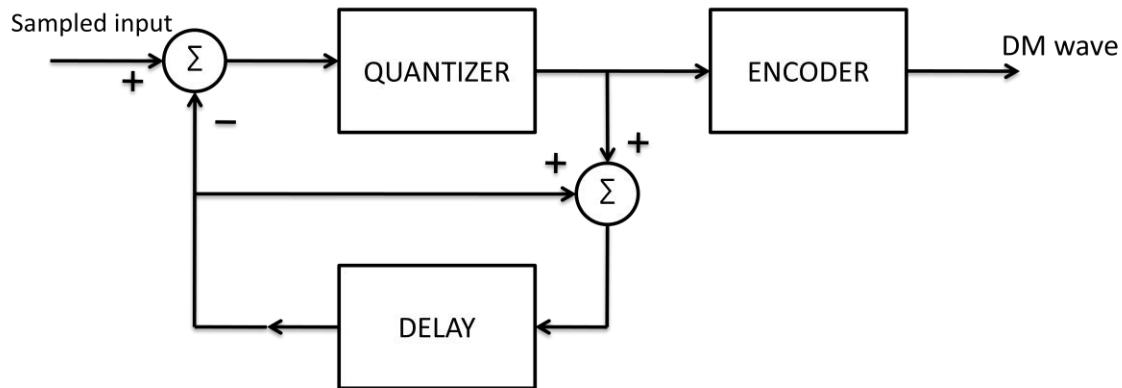 Sampled input
+
Σ
QUANTIZER
ENCODER
DM wave
−
+
+
Σ
DELAY